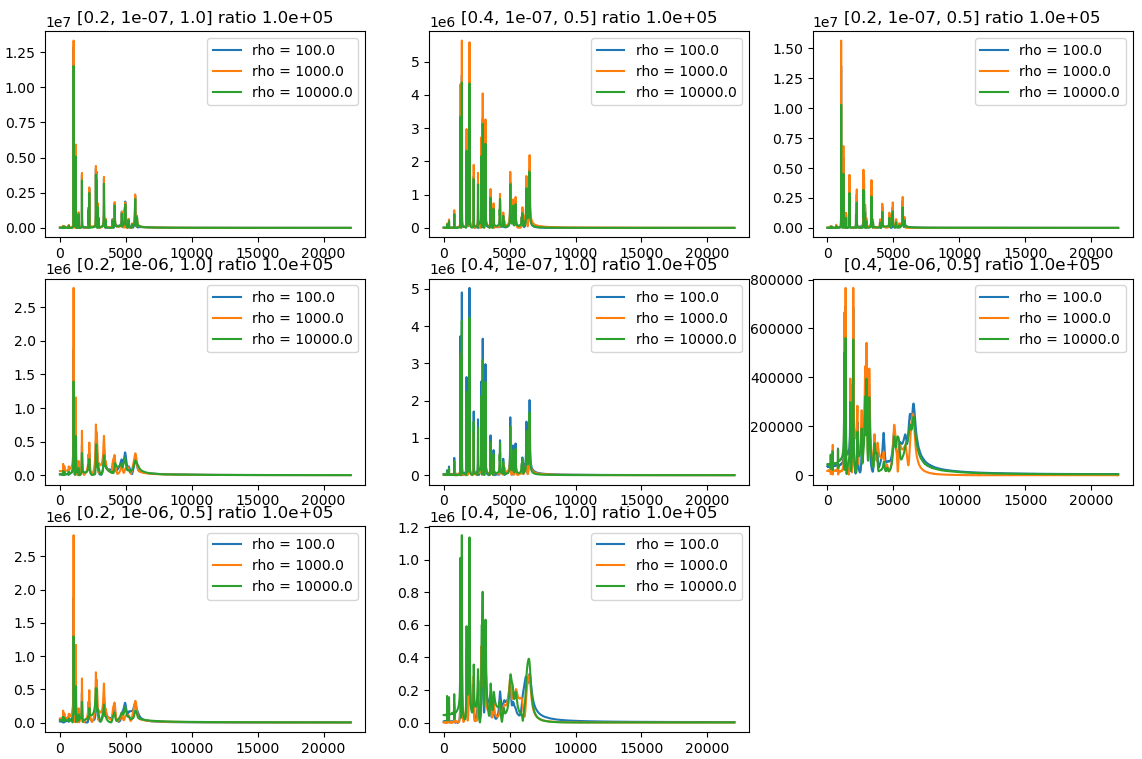 [0.2, 1e-07, 1.0] ratio 1.0e+05
1e7
1.25
1.00
0.75
0.50
0.25
0.00
0 5000 10000 15000 20000
rho = 100.0
rho = 1000.0
rho = 10000.0
[0.4, 1e-07, 0.5] ratio 1.0e+05
1e6
5
4
3
2
1
0
0 5000 10000 15000 20000
rho = 100.0
rho = 1000.0
rho = 10000.0
[0.2, 1e-07, 0.5] ratio 1.0e+05
1e7
1.50
1.25
1.00
0.75
0.50
0.25
0.00
0 5000 10000 15000 20000
rho = 100.0
rho = 1000.0
rho = 10000.0
[0.2, 1e-06, 1.0] ratio 1.0e+05
1e6
2.5
2.0
1.5
1.0
0.5
0.0
0 5000 10000 15000 20000
rho = 100.0
rho = 1000.0
rho = 10000.0
[0.4, 1e-07, 1.0] ratio 1.0e+05
1e6
5
4
3
2
1
0
0 5000 10000 15000 20000
rho = 100.0
rho = 1000.0
rho = 10000.0
[0.4, 1e-06, 0.5] ratio 1.0e+05
800000
600000
400000
200000
0
0 5000 10000 15000 20000
rho = 100.0
rho = 1000.0
rho = 10000.0
[0.2, 1e-06, 0.5] ratio 1.0e+05
1e6
2.5
2.0
1.5
1.0
0.5
0.0
0 5000 10000 15000 20000
rho = 100.0
rho = 1000.0
rho = 10000.0
[0.4, 1e-06, 1.0] ratio 1.0e+05
1e6
1.2
1.0
0.8
0.6
0.4
0.2
0.0
0 5000 10000 15000 20000
rho = 100.0
rho = 1000.0
rho = 10000.0